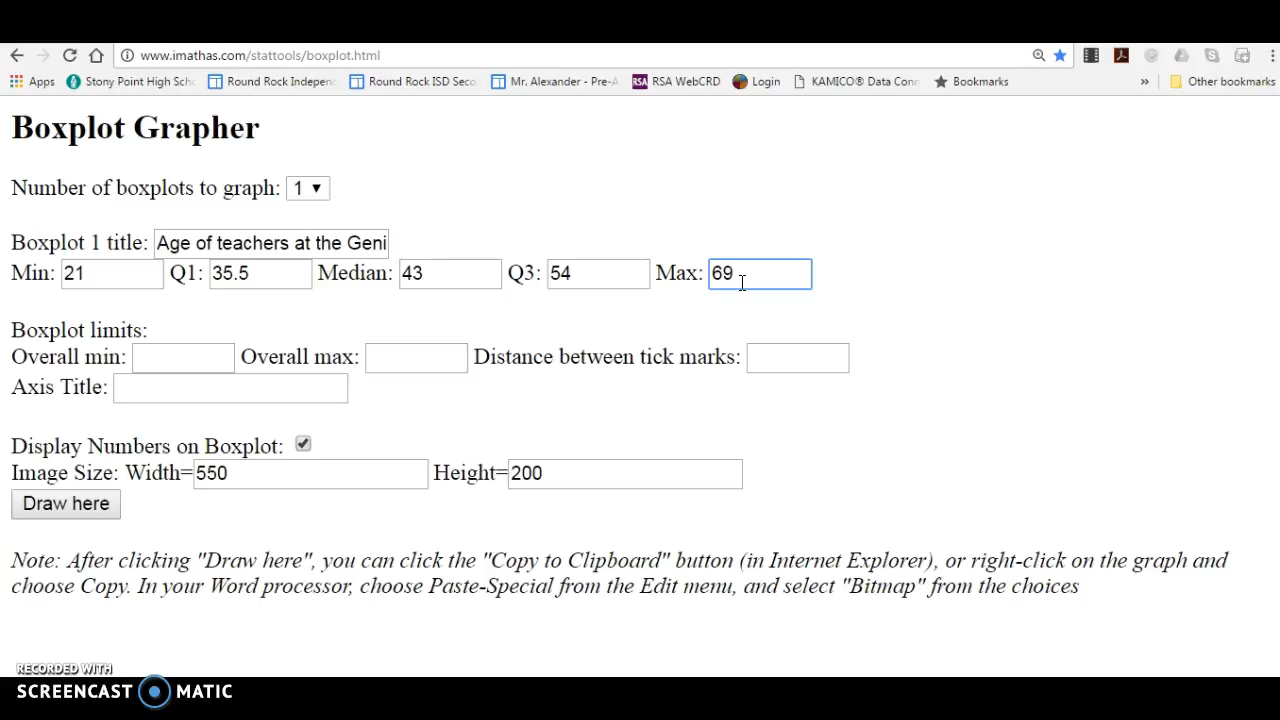 www.imathas.com/stattools/boxplot.html
Apps Stony Point High Sch Round Rock Indepen Round Rock ISD Seco Mr. Alexander - Pre-A RSA RSA WebCRD Login KAMICO® Data Conn Bookmarks » Other bookmarks
Boxplot Grapher
Number of boxplots to graph: 1
Boxplot 1 title: Age of teachers at the Geni
Min: 21 Q1: 35.5 Median: 43 Q3: 54 Max: 69
Boxplot limits:
Overall min: Overall max: Distance between tick marks:
Axis Title:
Display Numbers on Boxplot:
Image Size: Width= 550 Height= 200
Draw here
Note: After clicking "Draw here", you can click the "Copy to Clipboard" button (in Internet Explorer), or right-click on the graph and
choose Copy. In your Word processor, choose Paste-Special from the Edit menu, and select "Bitmap" from the choices
RECORDED WITH
SCREENCAST MATIC